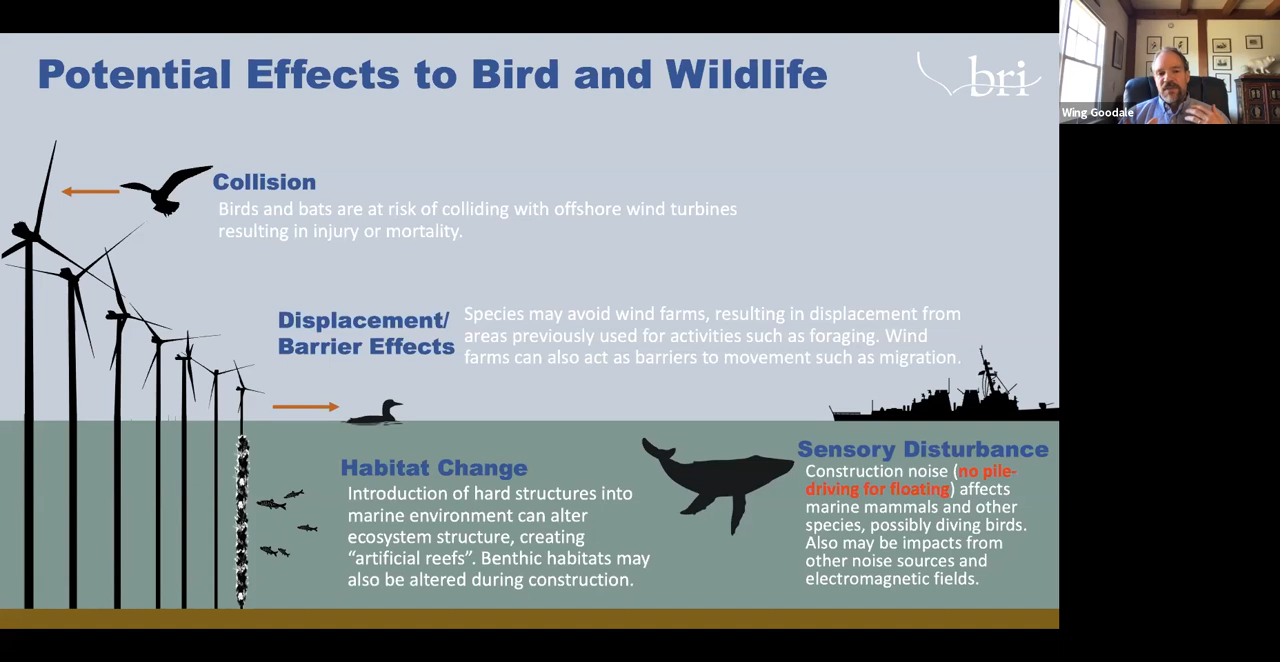 Potential Effects to Bird and Wildlife
bri
Wing Goodale
Collision
Birds and bats are at risk of colliding with offshore wind turbines
resulting in injury or mortality.
Displacement/
Barrier Effects
Species may avoid wind farms, resulting in displacement from
areas previously used for activities such as foraging. Wind
farms can also act as barriers to movement such as migration.
Habitat Change
Introduction of hard structures into
marine environment can alter
ecosystem structure, creating
“artificial reefs”. Benthic habitats may
also be altered during construction.
Sensory Disturbance
Construction noise (no pile-
driving for floating) affects
marine mammals and other
species, possibly diving birds.
Also may be impacts from
other noise sources and
electromagnetic fields.